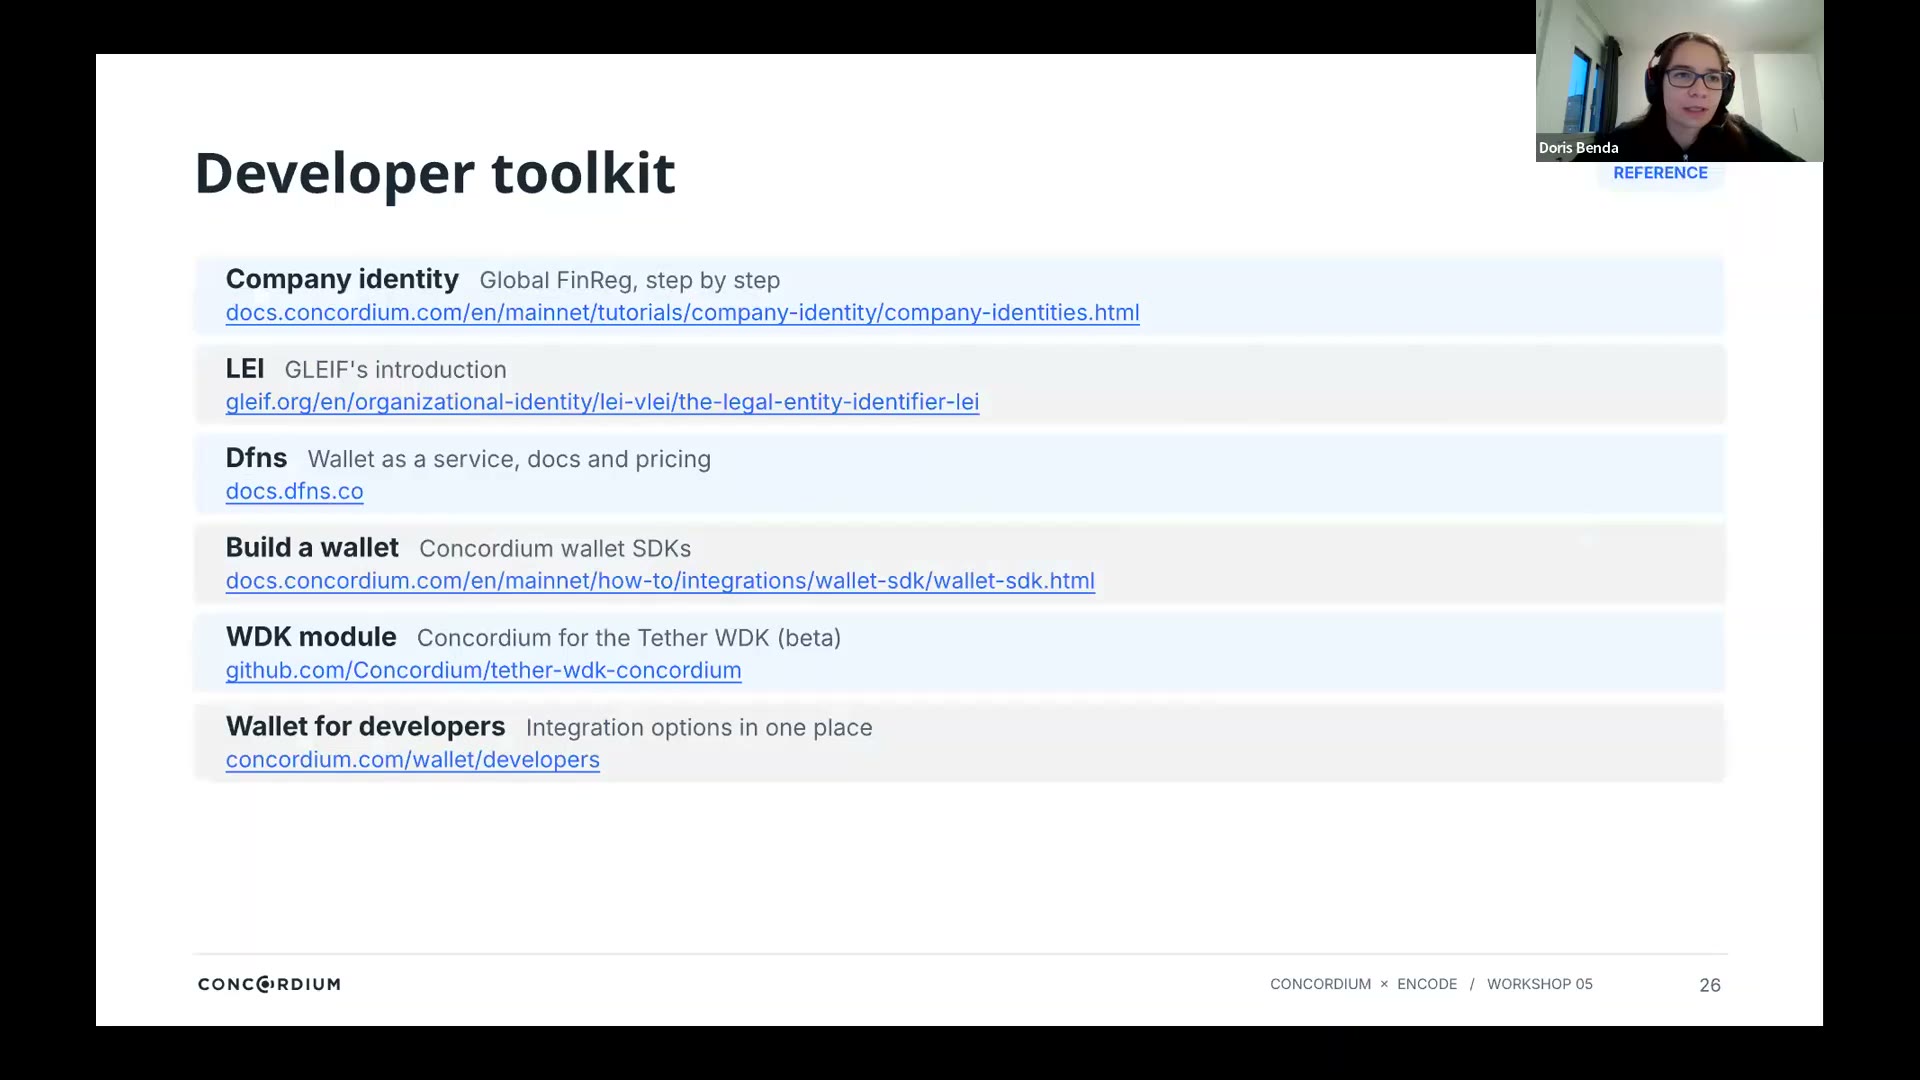 Doris Benda
Developer toolkit
REFERENCE
Company identity Global FinReg, step by step
docs.concordium.com/en/mainnet/tutorials/company-identity/company-identities.html
LEI GLEIF's introduction
gleif.org/en/organizational-identity/lei-vlei/the-legal-entity-identifier-lei
Dfns Wallet as a service, docs and pricing
docs.dfns.co
Build a wallet Concordium wallet SDKs
docs.concordium.com/en/mainnet/how-to/integrations/wallet-sdk/wallet-sdk.html
WDK module Concordium for the Tether WDK (beta)
github.com/Concordium/tether-wdk-concordium
Wallet for developers Integration options in one place
concordium.com/wallet/developers
CONCORDIUM
CONCORDIUM × ENCODE / WORKSHOP 05
26